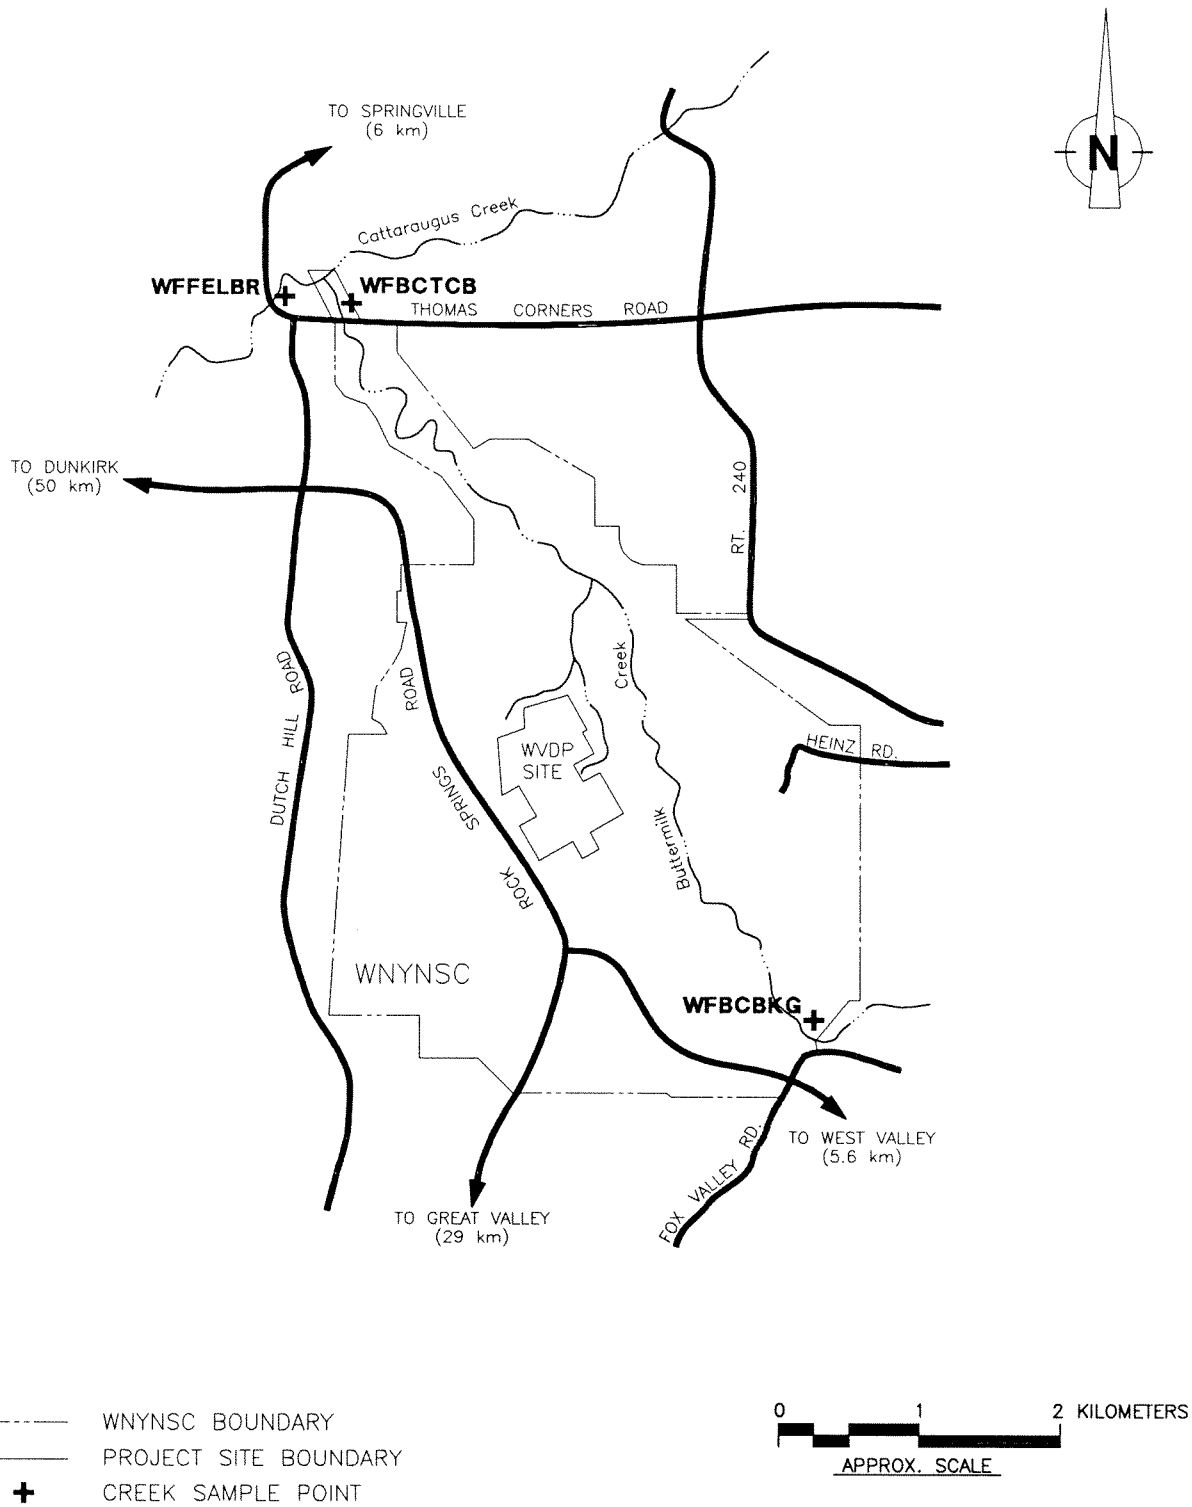 N
TO SPRINGVILLE
(6 km)
Cattaraugus Creek
WFFELBR
WFBCTCB
THOMAS CORNERS ROAD
TO DUNKIRK
(50 km)
RT. 240
DUTCH HILL ROAD
ROCK SPRINGS ROAD
Buttermilk Creek
WVDP
SITE
HEINZ RD.
WNYNSC
WFBCBKG
TO WEST VALLEY
(5.6 km)
FOX VALLEY RD.
TO GREAT VALLEY
(29 km)
WNYNSC BOUNDARY
PROJECT SITE BOUNDARY
CREEK SAMPLE POINT
0 1 2 KILOMETERS
APPROX. SCALE